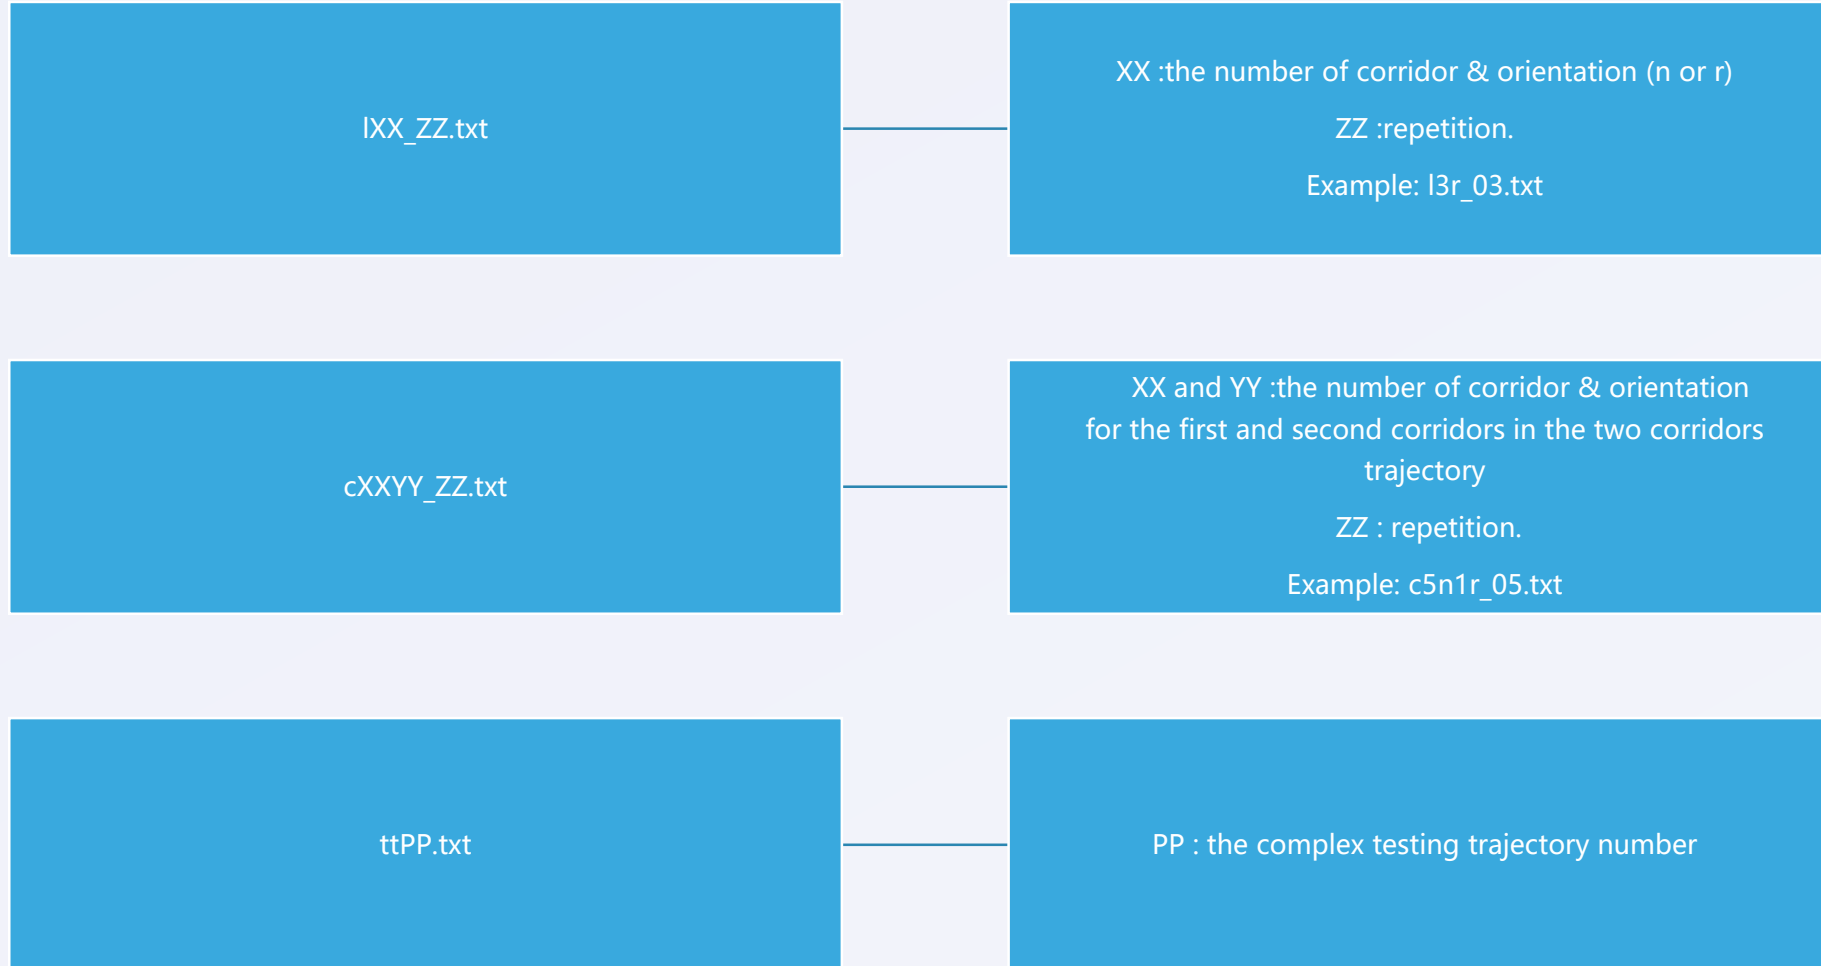 lXX_ZZ.txt
XX :the number of corridor & orientation (n or r)
ZZ :repetition.
Example: l3r_03.txt
cXXYY_ZZ.txt
XX and YY :the number of corridor & orientation
for the first and second corridors in the two corridors
trajectory
ZZ : repetition.
Example: c5n1r_05.txt
ttPP.txt
PP : the complex testing trajectory number